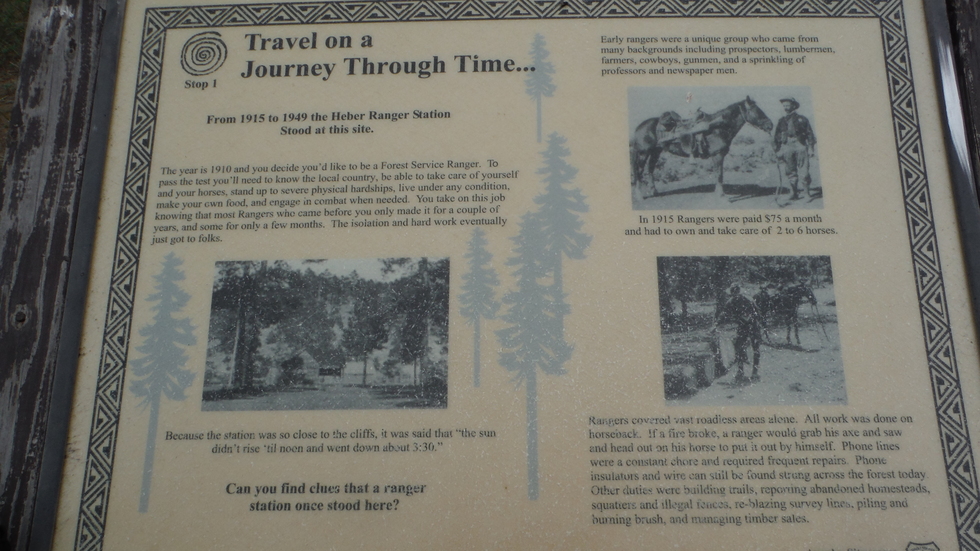 Travel on a
Journey Through Time...
Stop 1
From 1915 to 1949 the Heber Ranger Station
Stood at this site.
The year is 1910 and you decide you'd like to be a Forest Service Ranger. To
pass the test you'll need to know the local country, be able to take care of yourself
and your horses, stand up to severe physical hardships, live under any condition,
make your own food, and engage in combat when needed. You take on this job
knowing that most Rangers who came before you only made it for a couple of
years, and some for only a few months. The isolation and hard work eventually
just got to folks.
Because the station was so close to the cliffs, it was said that "the sun
didn't rise 'til noon and went down about 3:30."
Can you find clues that a ranger
station once stood here?
Early rangers were a unique group who came from
many backgrounds including prospectors, lumbermen,
farmers, cowboys, gunmen, and a sprinkling of
professors and newspaper men.
In 1915 Rangers were paid $75 a month
and had to own and take care of 2 to 6 horses.
Rangers covered vast roadless areas alone. All work was done on
horseback. If a fire broke, a ranger would grab his axe and saw
and head out on his horse to put it out by himself. Phone lines
were a constant chore and required frequent repairs. Phone
insulators and wire can still be found strong across the forest today.
Other duties were building trails, reporting abandoned homesteads,
squatters and illegal fences, re-blazing survey lines, piling and
burning brush, and managing timber sales.